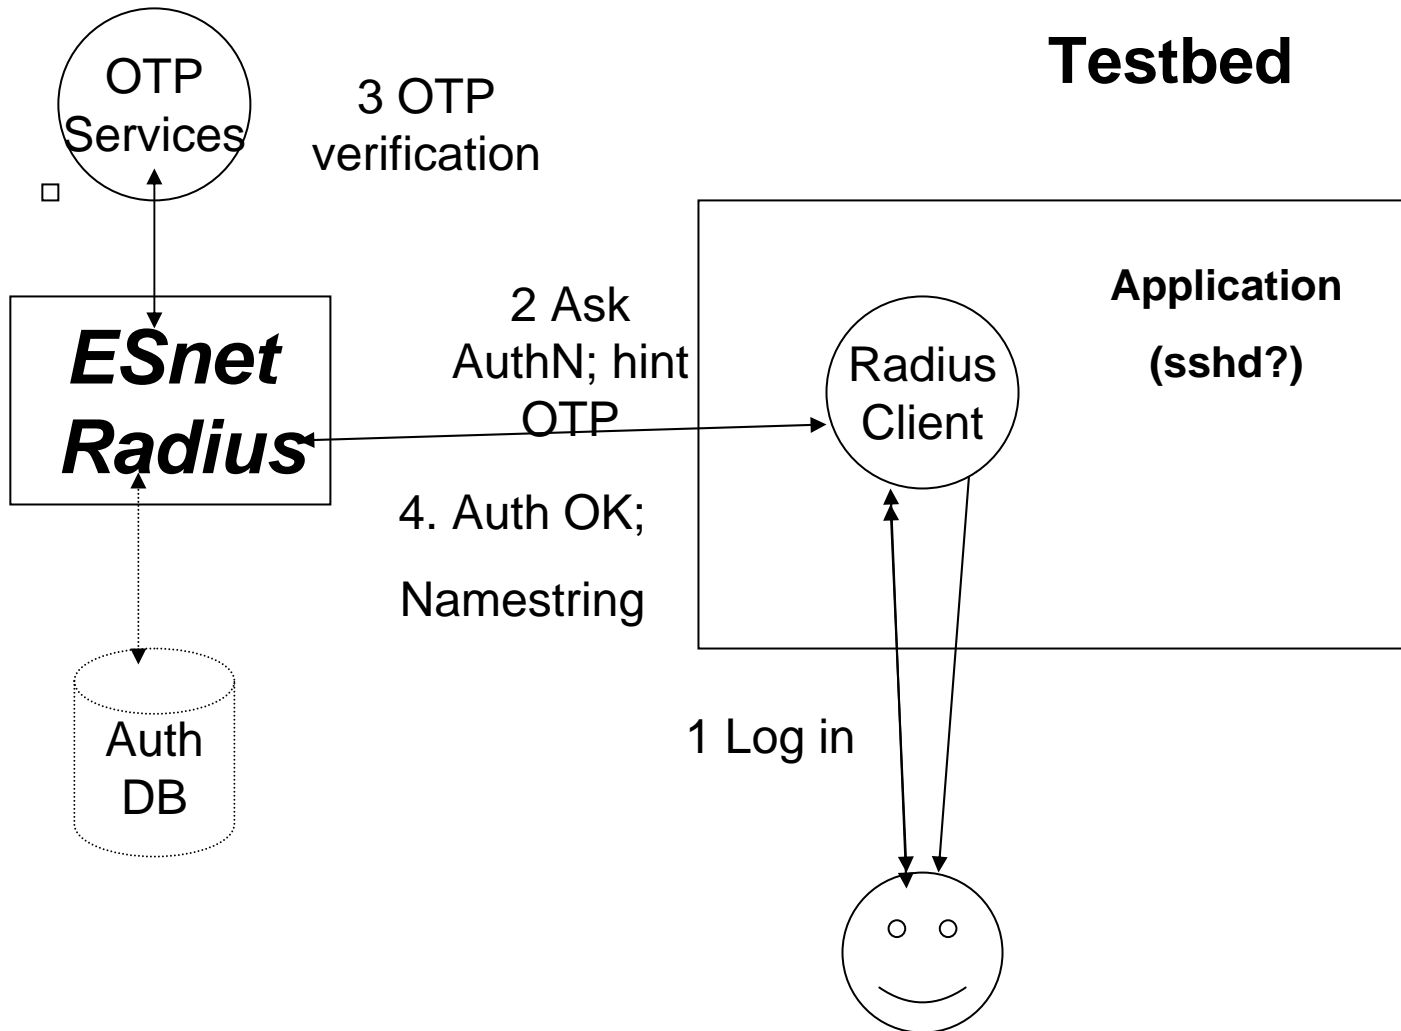 Testbed
OTP
Services
3 OTP
verification
ESnet
Radius
2 Ask
AuthN; hint
OTP
4. Auth OK;
Namestring
Radius
Client
Application
(sshd?)
Auth
DB
1 Log in